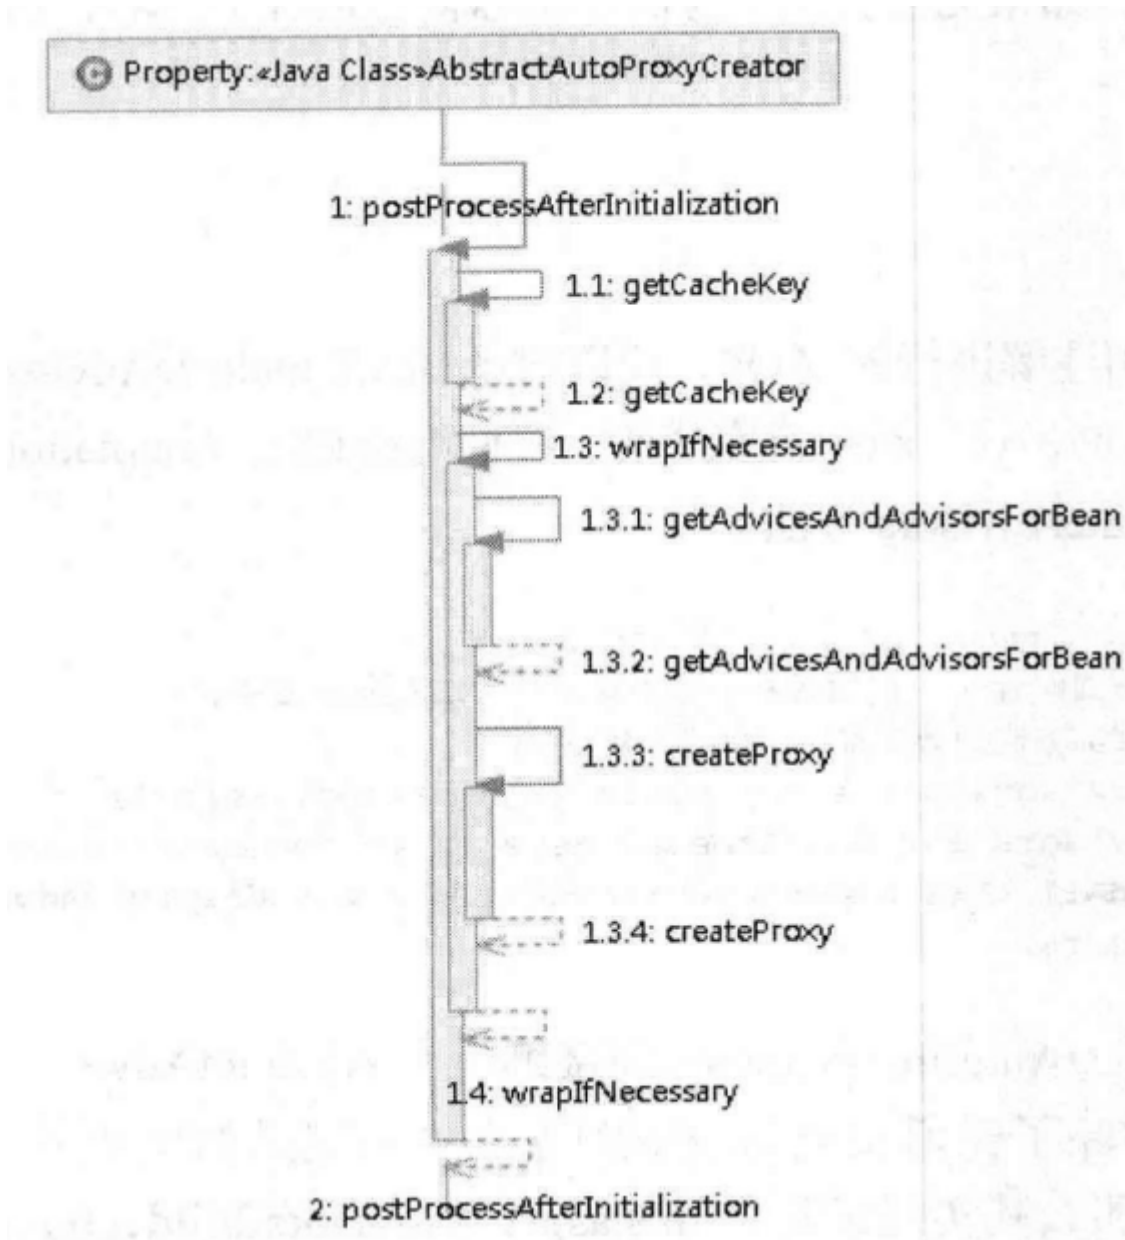 C Property:«Java Class»AbstractAutoProxyCreator
1: postProcessAfterInitialization
1.1: getCacheKey
1.2: getCacheKey
1.3: wrapIfNecessary
1.3.1: getAdvicesAndAdvisorsForBean
1.3.2: getAdvicesAndAdvisorsForBean
1.3.3: createProxy
1.3.4: createProxy
1.4: wrapIfNecessary
2: postProcessAfterInitialization